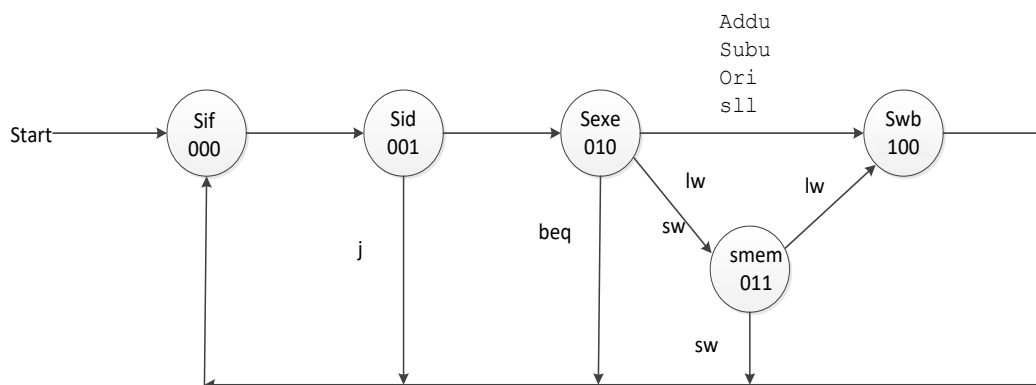 Addu
Subu
Ori
sll
Start
Sif
000
Sid
001
Sexe
010
Swb
100
lw
lw
sw
j
beq
smem
011
sw